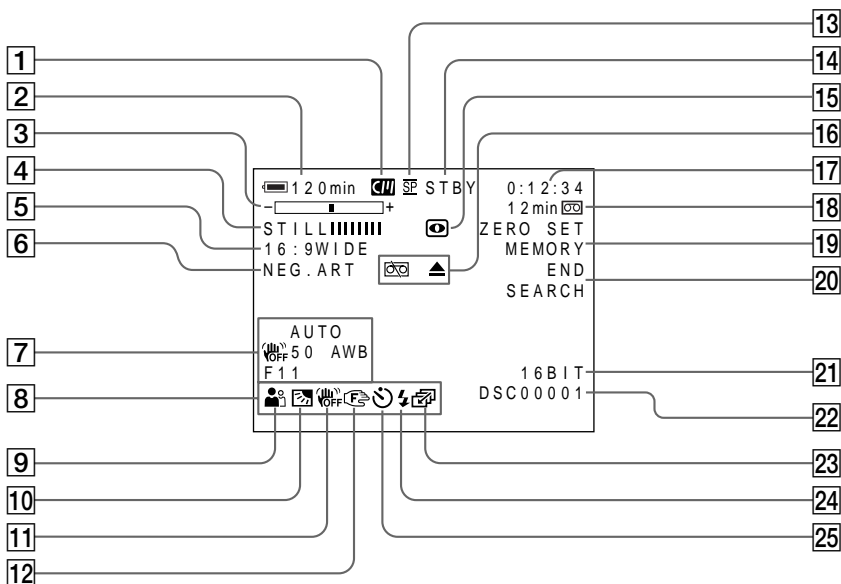 13
1
14
2
15
3
16
120min SP STBY 0:12:34
4
17
- +
12min
5
18
STILL
ZERO SET
6
16:9WIDE
MEMORY
19
NEG.ART
END
SEARCH
20
AUTO
7
OFF 50 AWB
F11
16BIT
21
8
DSC00001
OFF F
22
9
23
10
24
11
25
12